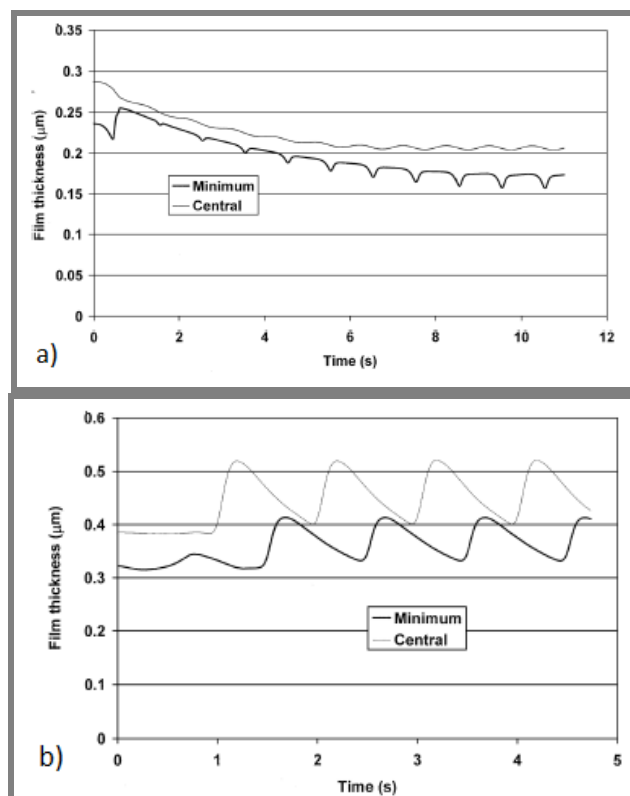 0.35
0.3
0.25
0.2
0.15
0.1
0.05
0
Film thickness (μm)
Minimum
Central
0 2 4 6 8 10 12
Time (s)
a)
0.6
0.5
0.4
0.3
0.2
0.1
0
Film thickness (μm)
Minimum
Central
0 1 2 3 4 5
Time (s)
b)